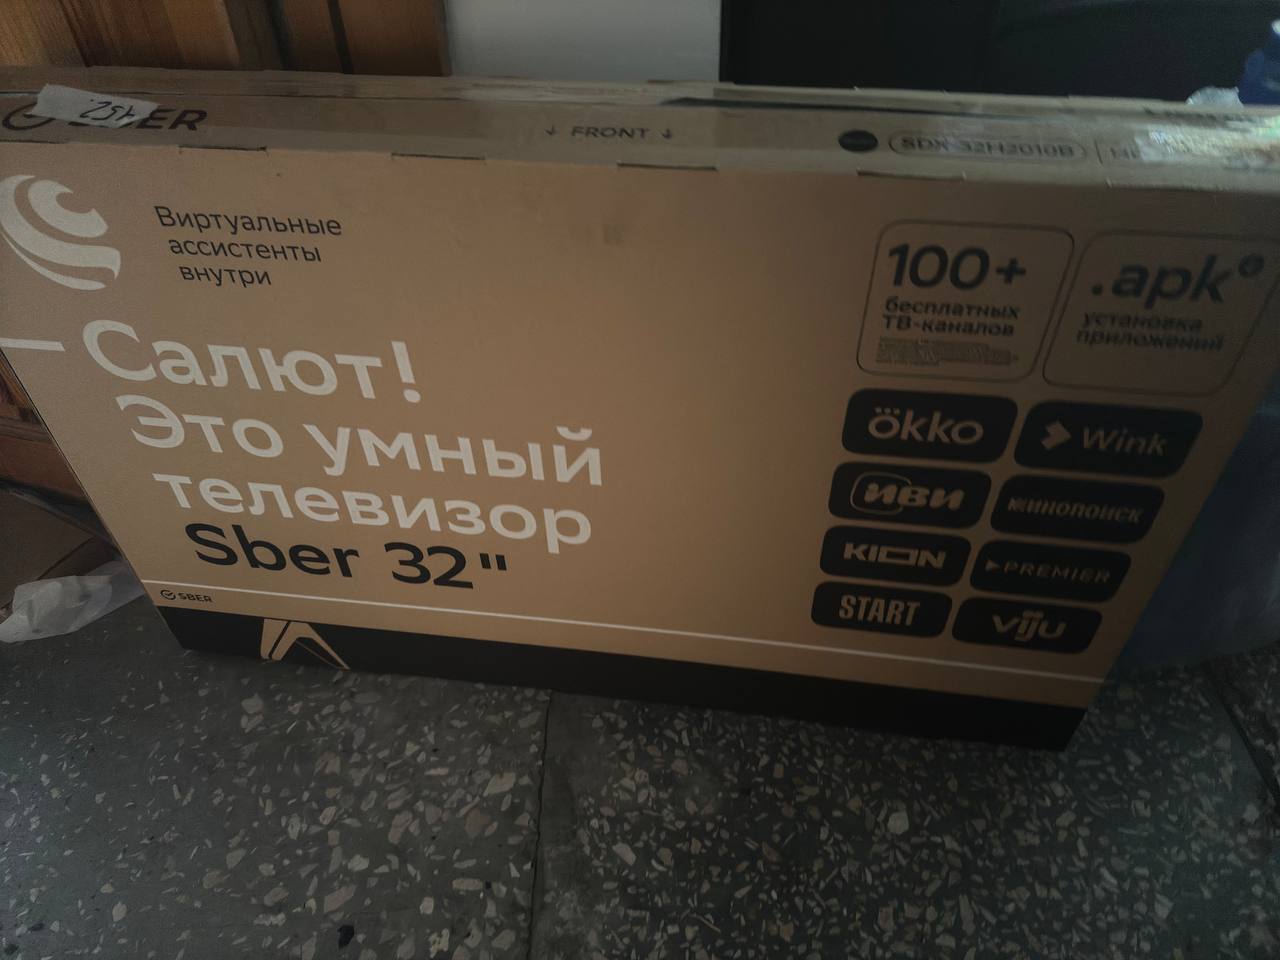 SBER
↓ FRONT ↓
SDX-32H2010B
Виртуальные
ассистенты
внутри
100+
бесплатных
ТВ-каналов
.apk
установка
приложений
Салют!
Это умный
телевизор
Sber 32"
okko
Wink
иви
КИНОПОИСК
KION
PREMIER
START
viju
SBER